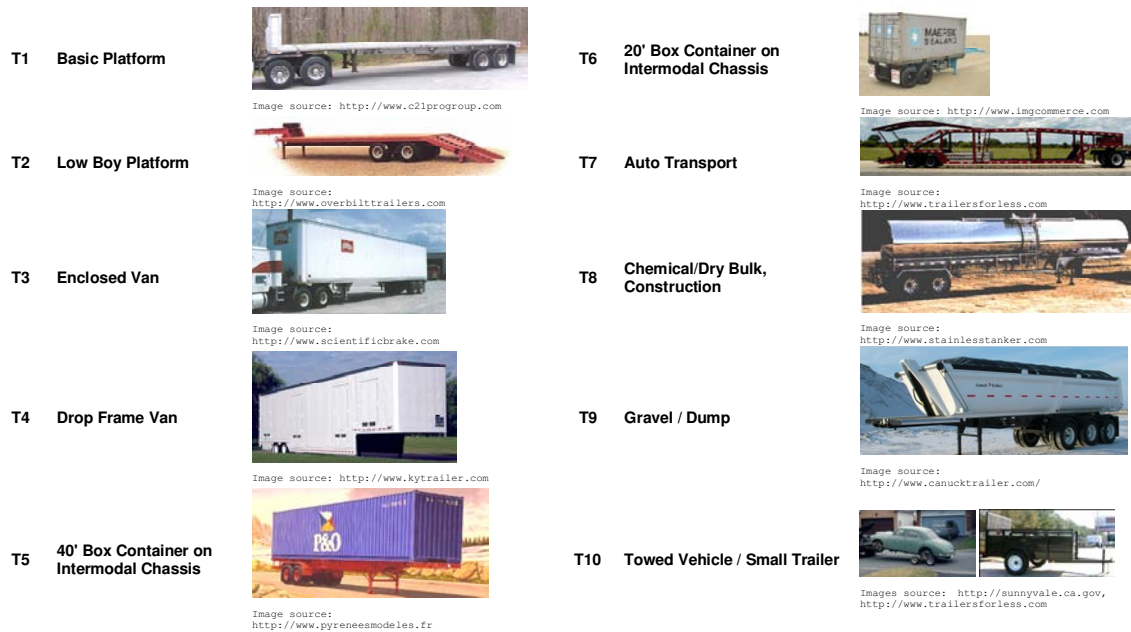 T1 Basic Platform
Image source: http://www.c21progroup.com
T2 Low Boy Platform
Image source:
http://www.overbilttrailers.com
T3 Enclosed Van
Image source:
http://www.scientificbrake.com
T4 Drop Frame Van
Image source: http://www.kytrailer.com
T5 40' Box Container on
Intermodal Chassis
P&O
Image source:
http://www.pyreneesmodeles.fr
T6 20' Box Container on
Intermodal Chassis
MAERSK
SEALAND
Image source: http://www.imgcommerce.com
T7 Auto Transport
Image source:
http://www.trailersforless.com
T8 Chemical/Dry Bulk,
Construction
Image source:
http://www.stainlesstanker.com
T9 Gravel / Dump
Image source:
http://www.canucktrailer.com/
T10 Towed Vehicle / Small Trailer
Images source: http://sunnyvale.ca.gov,
http://www.trailersforless.com